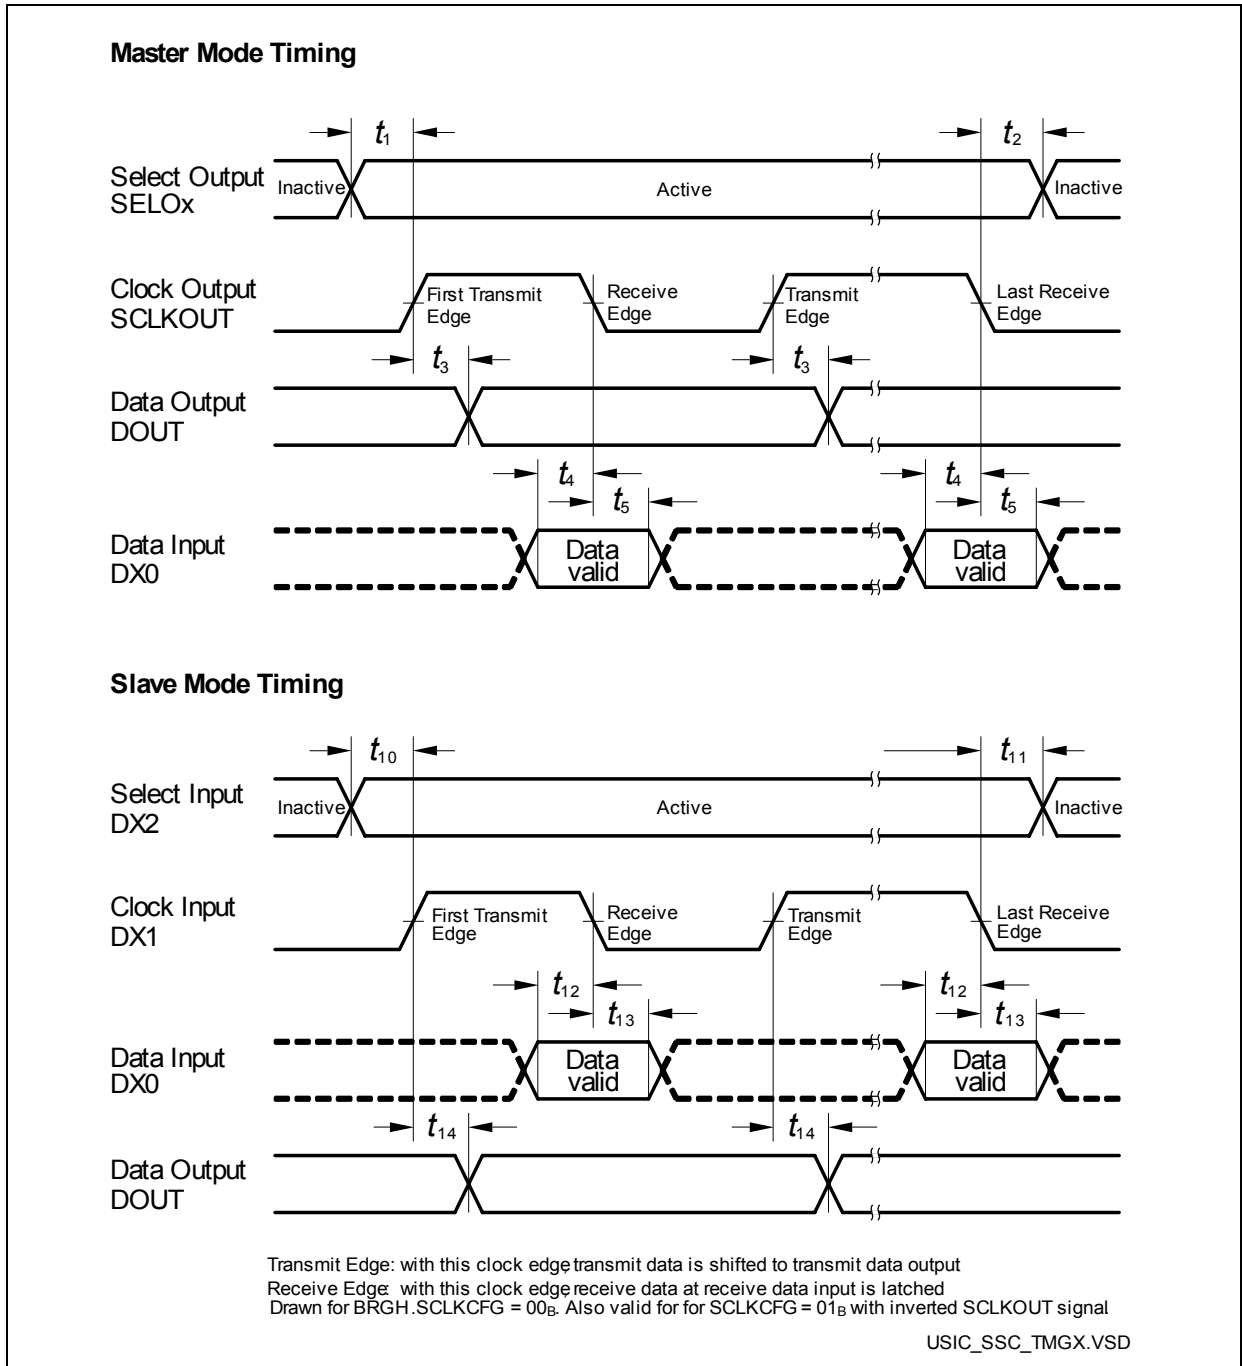 Master Mode Timing
t1
t2
Select Output
SELOx
Inactive
Active
Inactive
Clock Output
SCLKOUT
First Transmit
Edge
Receive
Edge
Transmit
Edge
Last Receive
Edge
t3
t3
Data Output
DOUT
t4
t5
t4
t5
Data Input
DX0
Data
valid
Data
valid
Slave Mode Timing
t10
t11
Select Input
DX2
Inactive
Active
Inactive
Clock Input
DX1
First Transmit
Edge
Receive
Edge
Transmit
Edge
Last Receive
Edge
t12
t13
t12
t13
Data Input
DX0
Data
valid
Data
valid
t14
t14
Data Output
DOUT
Transmit Edge: with this clock edge, transmit data is shifted to transmit data output
Receive Edge: with this clock edge, receive data at receive data input is latched
Drawn for BRGH.SCLKCFG = 00B. Also valid for for SCLKCFG = 01B with inverted SCLKOUT signal.
USIC_SSC_TMGX.VSD